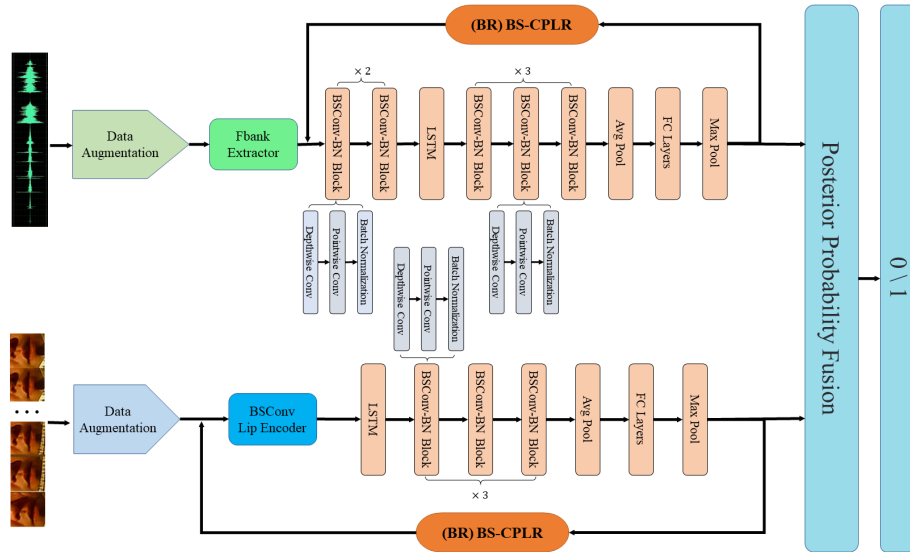 (BR) BS-CPLR
× 2
× 3
Data
Augmentation
Fbank
Extractor
BSConv-BN Block
BSConv-BN Block
LSTM
BSConv-BN Block
BSConv-BN Block
BSConv-BN Block
Avg Pool
FC Layers
Max Pool
Depthwise Conv
Pointwise Conv
Batch Normalization
Depthwise Conv
Pointwise Conv
Batch Normalization
Depthwise Conv
Pointwise Conv
Batch Normalization
Data
Augmentation
BSConv
Lip Encoder
LSTM
BSConv-BN Block
BSConv-BN Block
BSConv-BN Block
Avg Pool
FC Layers
Max Pool
× 3
(BR) BS-CPLR
Posterior Probability Fusion
0 \ 1